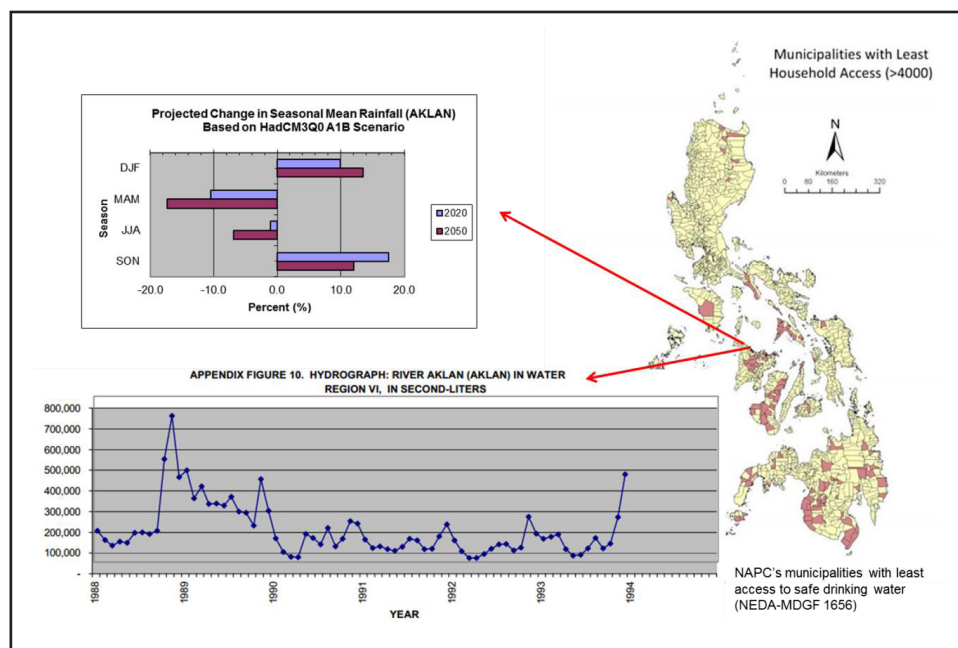 Municipalities with Least
Household Access (>4000)
N
Kilometers
0 80 160 320
Projected Change in Seasonal Mean Rainfall (AKLAN)
Based on HadCM3Q0 A1B Scenario
Season
DJF
MAM
JJA
SON
-20.0 -10.0 0.0 10.0 20.0
Percent (%)
2020
2050
APPENDIX FIGURE 10. HYDROGRAPH: RIVER AKLAN (AKLAN) IN WATER
REGION VI, IN SECOND-LITERS
800,000
700,000
600,000
500,000
400,000
300,000
200,000
100,000
-
1988 1989 1990 1991 1992 1993 1994
YEAR
NAPC's municipalities with least
access to safe drinking water
(NEDA-MDGF 1656)